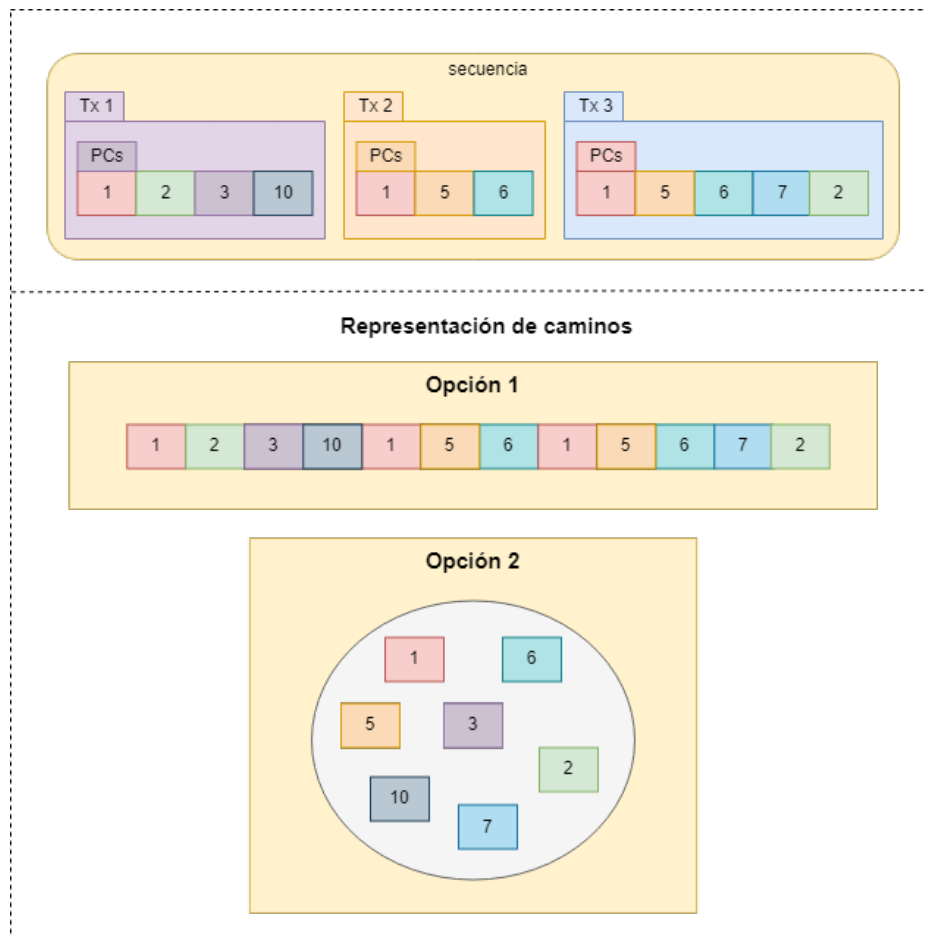 secuencia
Tx 1 Tx 2 Tx 3
PCs PCs PCs
1 2 3 10 1 5 6 1 5 6 7 2
Representación de caminos
Opción 1
1 2 3 10 1 5 6 1 5 6 7 2
Opción 2
1 6
5 3
2
10
7